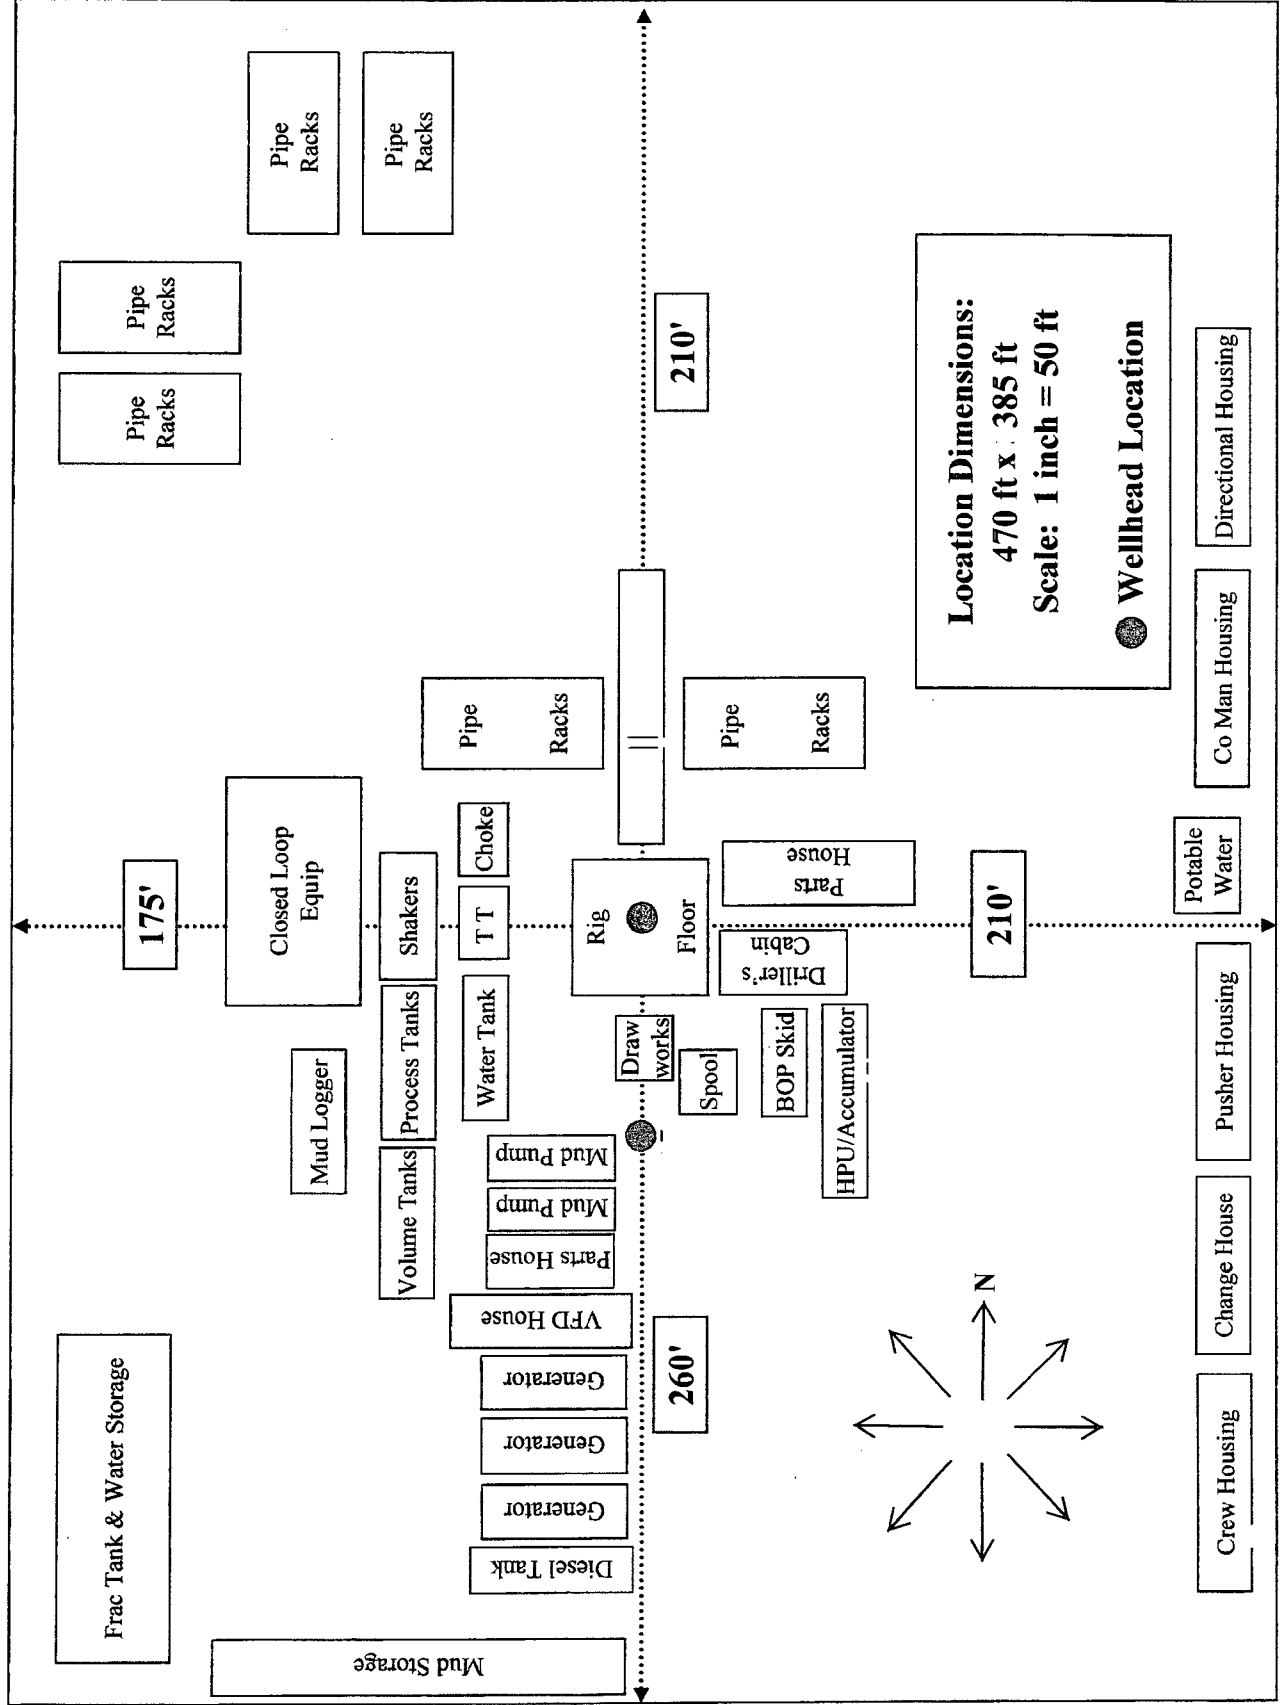 Frac Tank & Water Storage
Mud Storage
Diesel Tank
Generator
Generator
Generator
VFD House
Parts House
Mud Pump
Mud Pump
Volume Tanks
Mud Logger
Process Tanks
Water Tank
Shakers
T T
Choke
Closed Loop
Equip
175'
Pipe
Racks
Pipe
Racks
Pipe
Racks
Pipe
Racks
Pipe
Racks
Rig
Floor
Draw
works
Spool
BOP Skid
HPU/Accumulator
Driller's
Cabin
Parts
House
Pipe
Racks
260'
210'
210'
N
Location Dimensions:
470 ft x 385 ft
Scale: 1 inch = 50 ft
Wellhead Location
Crew Housing
Change House
Pusher Housing
Potable
Water
Co Man Housing
Directional Housing